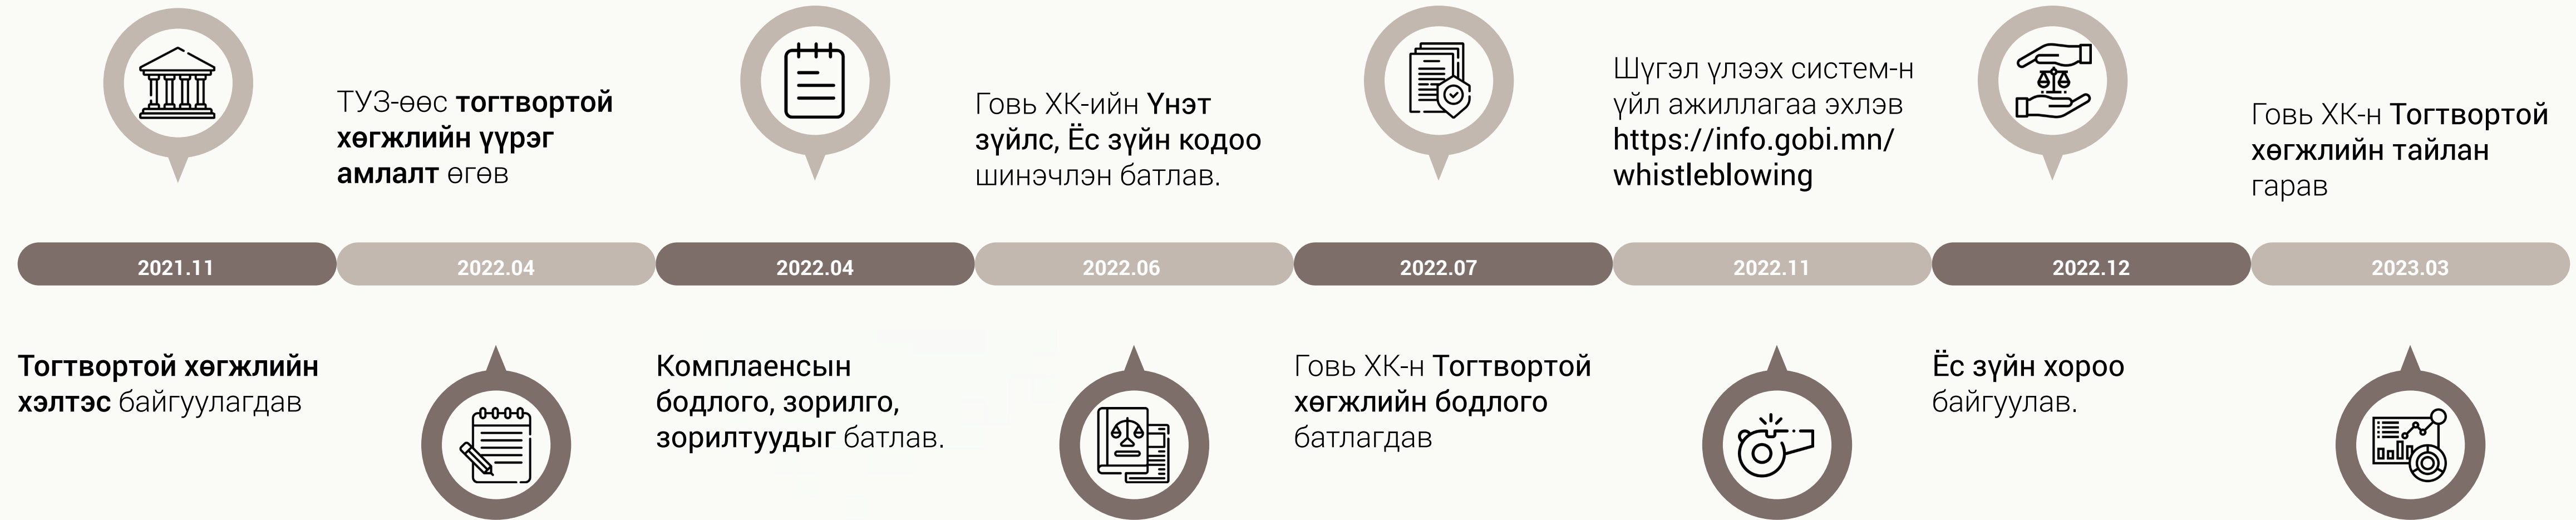 2021.11
Тогтвортой хөгжлийн
хэлтэс байгуулагдав
ТУЗ-өөс тогтвортой
хөгжлийн үүрэг
амлалт өгөв
2022.04
2022.04
Комплаенсын
бодлого, зорилго,
зорилтуудыг батлав.
Говь ХК-ийн Үнэт
зүйлс, Ёс зүйн кодоо
шинэчлэн батлав.
2022.06
2022.07
Говь ХК-н Тогтвортой
хөгжлийн бодлого
батлагдав
Шүгэл үлээх систем-н
үйл ажиллагаа эхлэв
https://info.gobi.mn/
whistleblowing
2022.11
2022.12
Ёс зүйн хороо
байгуулав.
Говь ХК-н Тогтвортой
хөгжлийн тайлан
гарав
2023.03